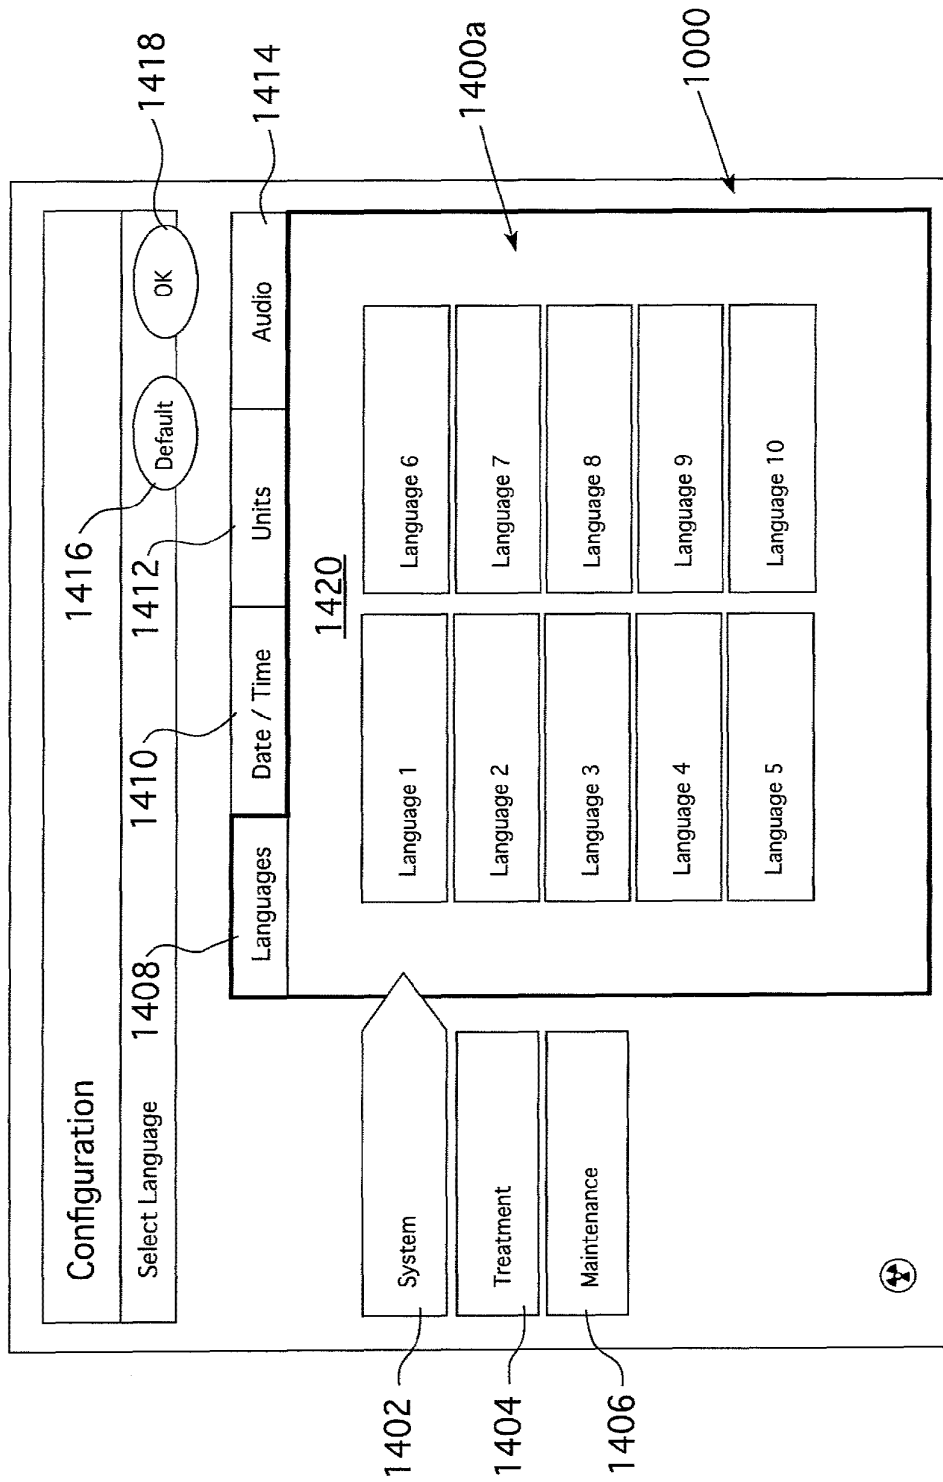 Configuration
Select Language
Default
OK
1416
1418
1408
1410
1412
1414
Languages
Date / Time
Units
Audio
1420
1400a
System
Treatment
Maintenance
1402
1404
1406
Language 1
Language 6
Language 2
Language 7
Language 3
Language 8
Language 4
Language 9
Language 5
Language 10
1000